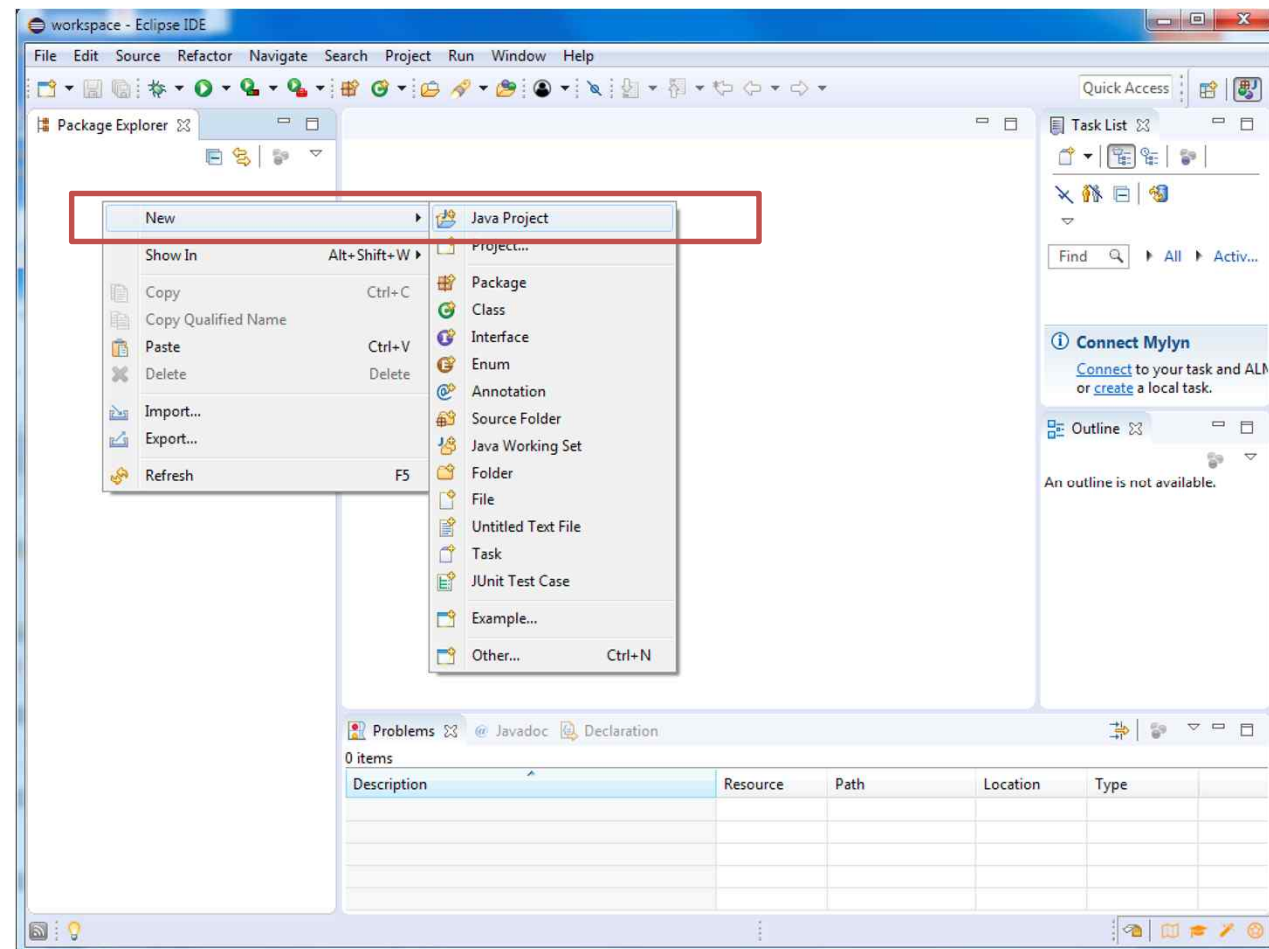 workspace - Eclipse IDE
File Edit Source Refactor Navigate Search Project Run Window Help
Quick Access
Package Explorer
Task List
New
Java Project
Show In Alt+Shift+W
Project...
Copy Ctrl+C
Package
Copy Qualified Name
Class
Paste Ctrl+V
Interface
Delete Delete
Enum
Annotation
Import...
Source Folder
Export...
Java Working Set
Refresh F5
Folder
File
Untitled Text File
Task
JUnit Test Case
Example...
Other... Ctrl+N
Find All Activ...
Connect Mylyn
Connect to your task and ALM
or create a local task.
Outline
An outline is not available.
Problems @ Javadoc Declaration
0 items
Description Resource Path Location Type